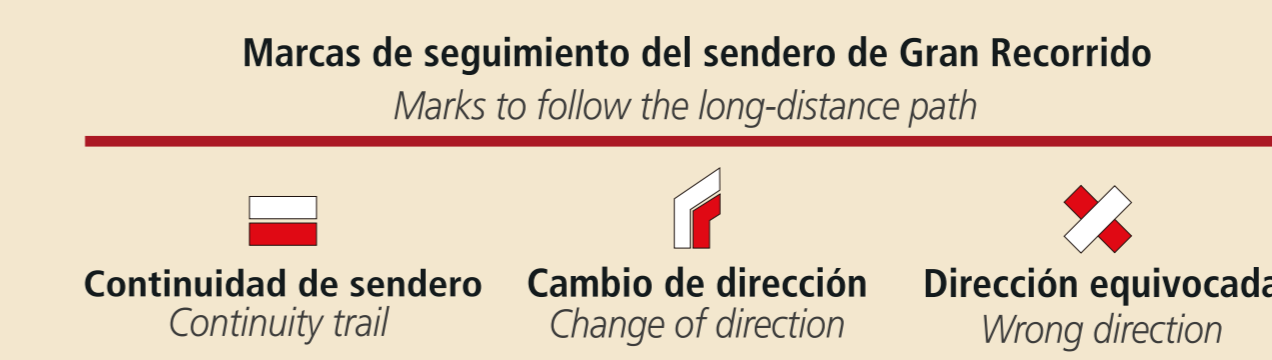 Marcas de seguimiento del sendero de Gran Recorrido
Marks to follow the long-distance path
Continuidad de sendero
Continuity trail
Cambio de dirección
Change of direction
Dirección equivocada
Wrong direction